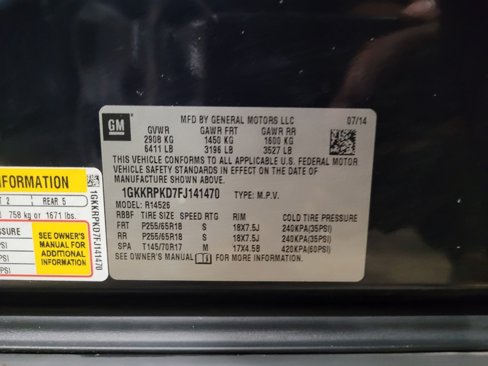 GM
MFD BY GENERAL MOTORS LLC 07/14
GVWR GAWR FRT GAWR RR
2908 KG 1450 KG 1600 KG
6411 LB 3196 LB 3527 LB
THIS VEHICLE CONFORMS TO ALL APPLICABLE U.S. FEDERAL MOTOR
VEHICLE SAFETY STANDARDS IN EFFECT ON THE DATE OF
MANUFACTURE SHOWN ABOVE.
1GKKRPKD7FJ141470 TYPE: M.P.V.
MODEL: R14526
RBBF TIRE SIZE SPEED RTG RIM COLD TIRE PRESSURE
FRT P255/65R18 S 18X7.5J 240KPA(35PSI)
RR P255/65R18 S 18X7.5J 240KPA(35PSI)
SPA T145/70R17 M 17X4.5B 420KPA(60PSI)
SEE OWNER'S MANUAL FOR MORE INFORMATION.
INFORMATION
2 REAR 5
758 kg or 1671 lbs.
SEE OWNER'S
MANUAL FOR
ADDITIONAL
INFORMATION
1GKKRPKD7FJ141470